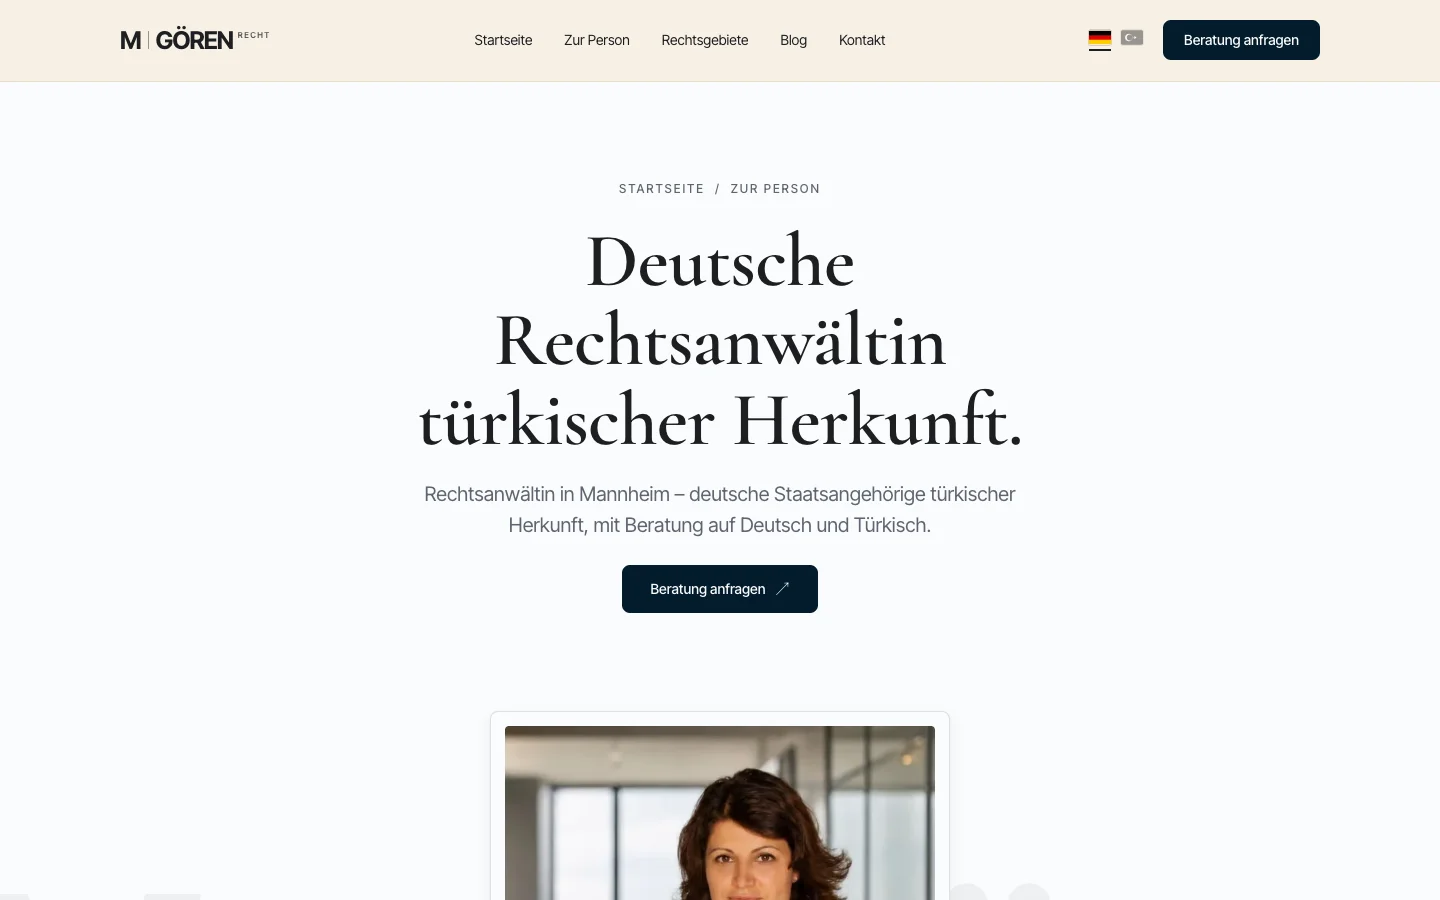 M | GÖREN RECHT
Startseite
Zur Person
Rechtsgebiete
Blog
Kontakt
Beratung anfragen
STARTSEITE / ZUR PERSON
Deutsche
Rechtsanwältin
türkischer Herkunft.
Rechtsanwältin in Mannheim – deutsche Staatsangehörige türkischer
Herkunft, mit Beratung auf Deutsch und Türkisch.
Beratung anfragen